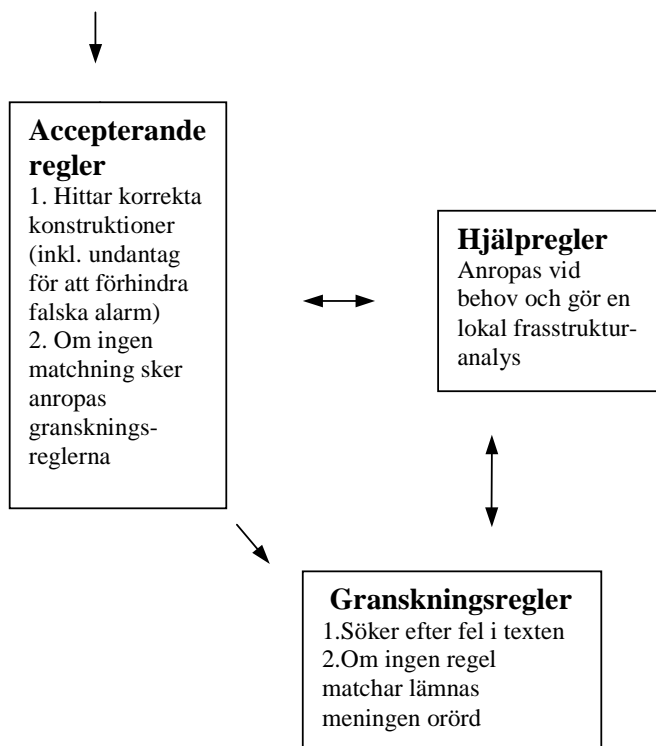 Accepterande
regler
1. Hittar korrekta
konstruktioner
(inkl. undantag
för att förhindra
falska alarm)
2. Om ingen
matchning sker
anropas
gransknings-
reglerna
Hjälpregler
Anropas vid
behov och gör en
lokal frasstruktur-
analys
Granskningsregler
1.Söker efter fel i texten
2.Om ingen regel
matchar lämnas
meningen orörd